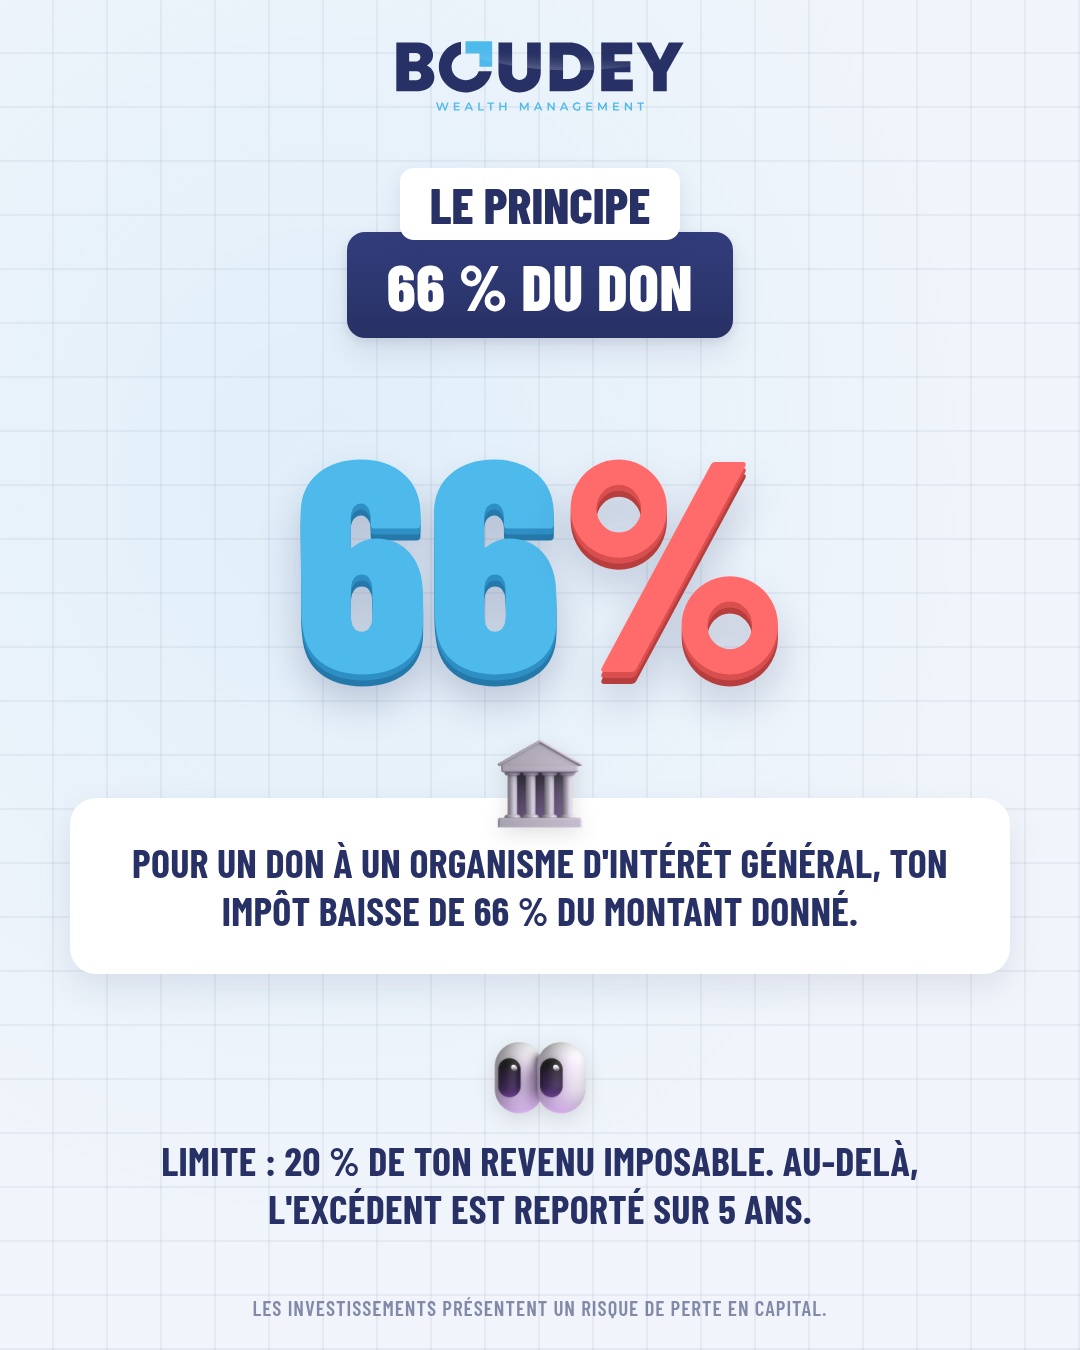 BOUDEY
WEALTH MANAGEMENT
LE PRINCIPE
66 % DU DON
66%
POUR UN DON À UN ORGANISME D'INTÉRÊT GÉNÉRAL, TON
IMPÔT BAISSE DE 66 % DU MONTANT DONNÉ.
LIMITE : 20 % DE TON REVENU IMPOSABLE. AU-DELÀ,
L'EXCÉDENT EST REPORTÉ SUR 5 ANS.
LES INVESTISSEMENTS PRÉSENTENT UN RISQUE DE PERTE EN CAPITAL.